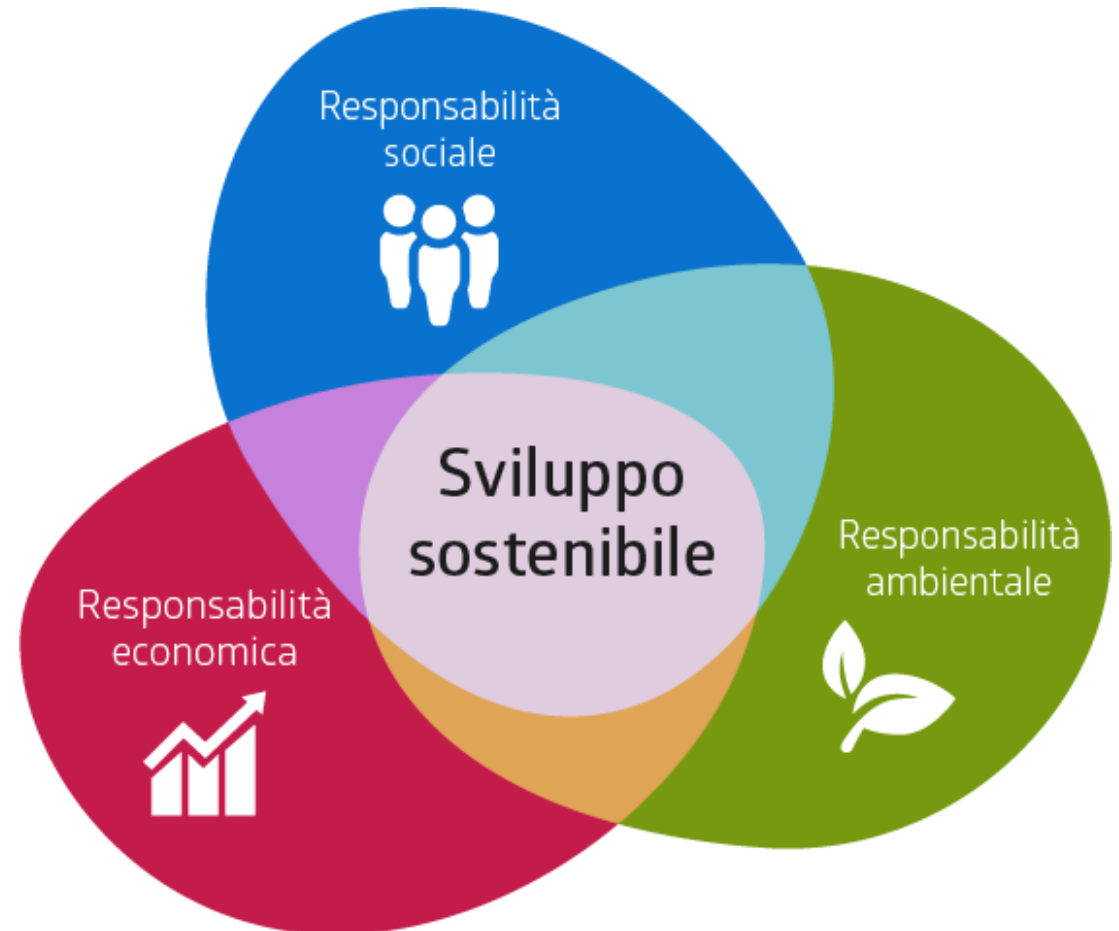 Responsabilità
sociale
Sviluppo
sostenibile
Responsabilità
ambientale
Responsabilità
economica